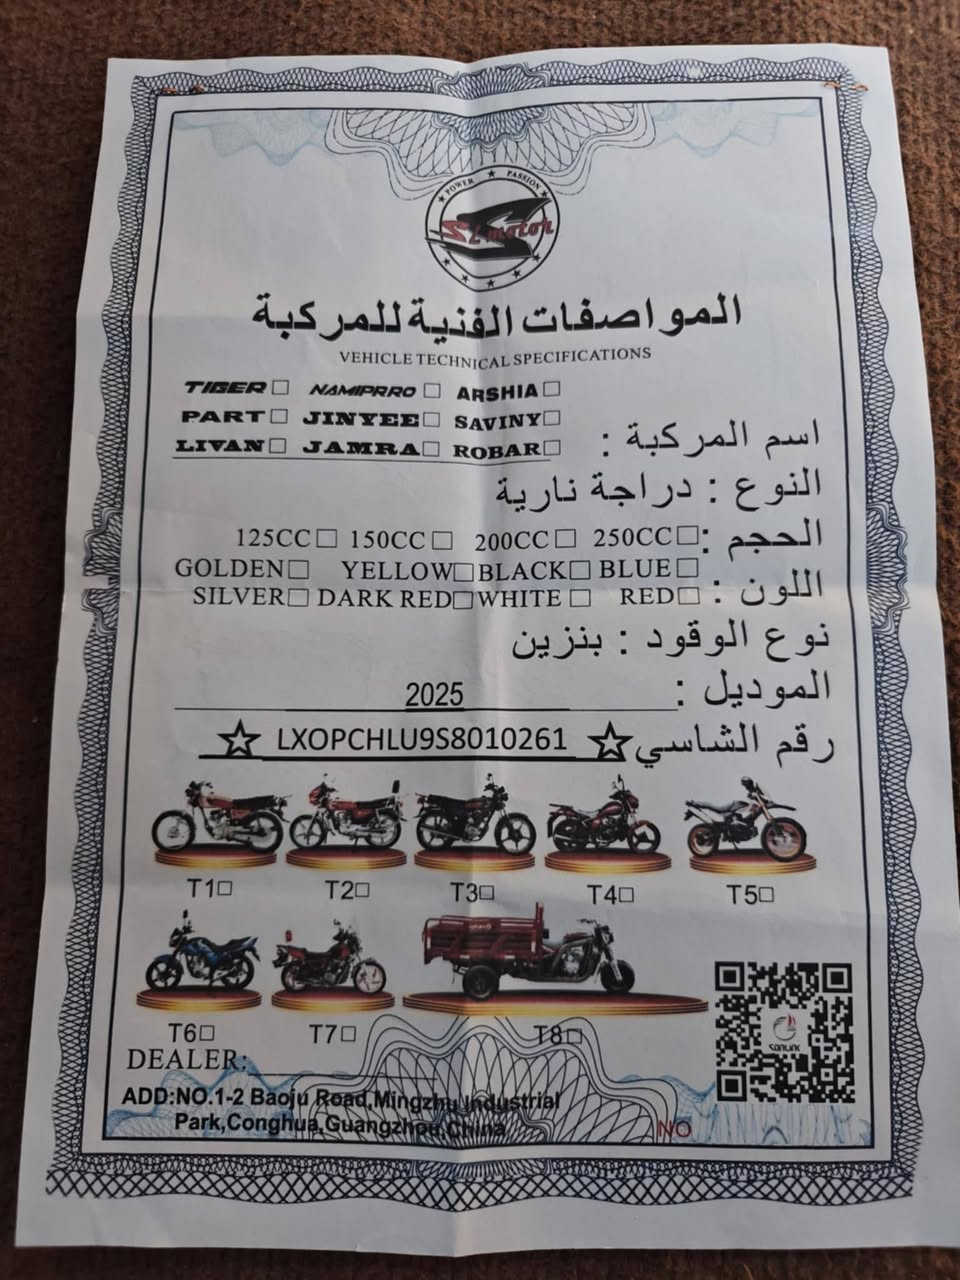 POWER ★ PASSION
SL motor
المواصفات الفنية للمركبة
VEHICLE TECHNICAL SPECIFICATIONS
TIGER □ NAMIPRRO □ ARSHIA □
PART □ JINYEE □ SAVINY □
اسم المركبة :
LIVAN □ JAMRA □ ROBAR □
النوع : دراجة نارية
الحجم : 125CC □ 150CC □ 200CC □ 250CC □
GOLDEN □ YELLOW □ BLACK □ BLUE □
اللون : SILVER □ DARK RED □ WHITE □ RED □
نوع الوقود : بنزين
الموديل : 2025
رقم الشاسي ☆ LXOPCHLU9S8010261 ☆
T1□ T2□ T3□ T4□ T5□
T6□ T7□ T8□
SANLINK
DEALER:
ADD:NO.1-2 Baoju Road,Mingzhu Industrial
Park,Conghua,Guangzhou,China
NO